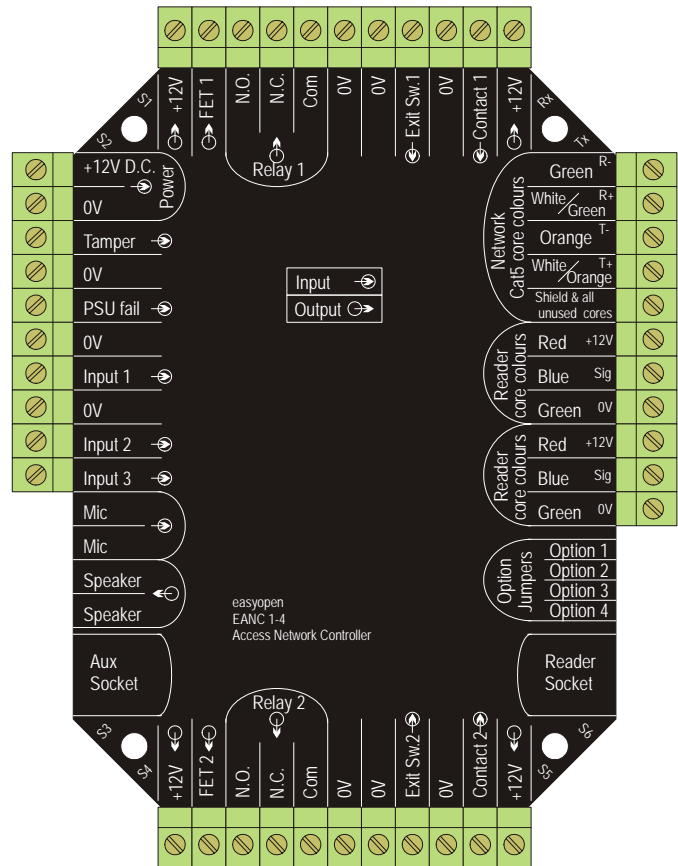 S1
S2
+12V
FET 1
N.O.
N.C.
Com
0V
0V
Exit Sw.1
0V
Contact 1
+12V
Rx
Tx
Relay 1
+12V D.C.
0V
Power
Tamper
0V
PSU fail
0V
Input 1
0V
Input 2
Input 3
Mic
Mic
Speaker
Speaker
Aux
Socket
Input
Output
Network
Cat5 core colours
Green R-
White/Green R+
Orange T-
White/Orange T+
Shield & all
unused cores
Reader
core colours
Red +12V
Blue Sig
Green 0V
Reader
core colours
Red +12V
Blue Sig
Green 0V
Option
Jumpers
Option 1
Option 2
Option 3
Option 4
easyopen
EANC 1-4
Access Network Controller
Reader
Socket
Relay 2
S3
S4
+12V
FET 2
N.O.
N.C.
Com
0V
0V
Exit Sw.2
0V
Contact 2
+12V
S5
S6